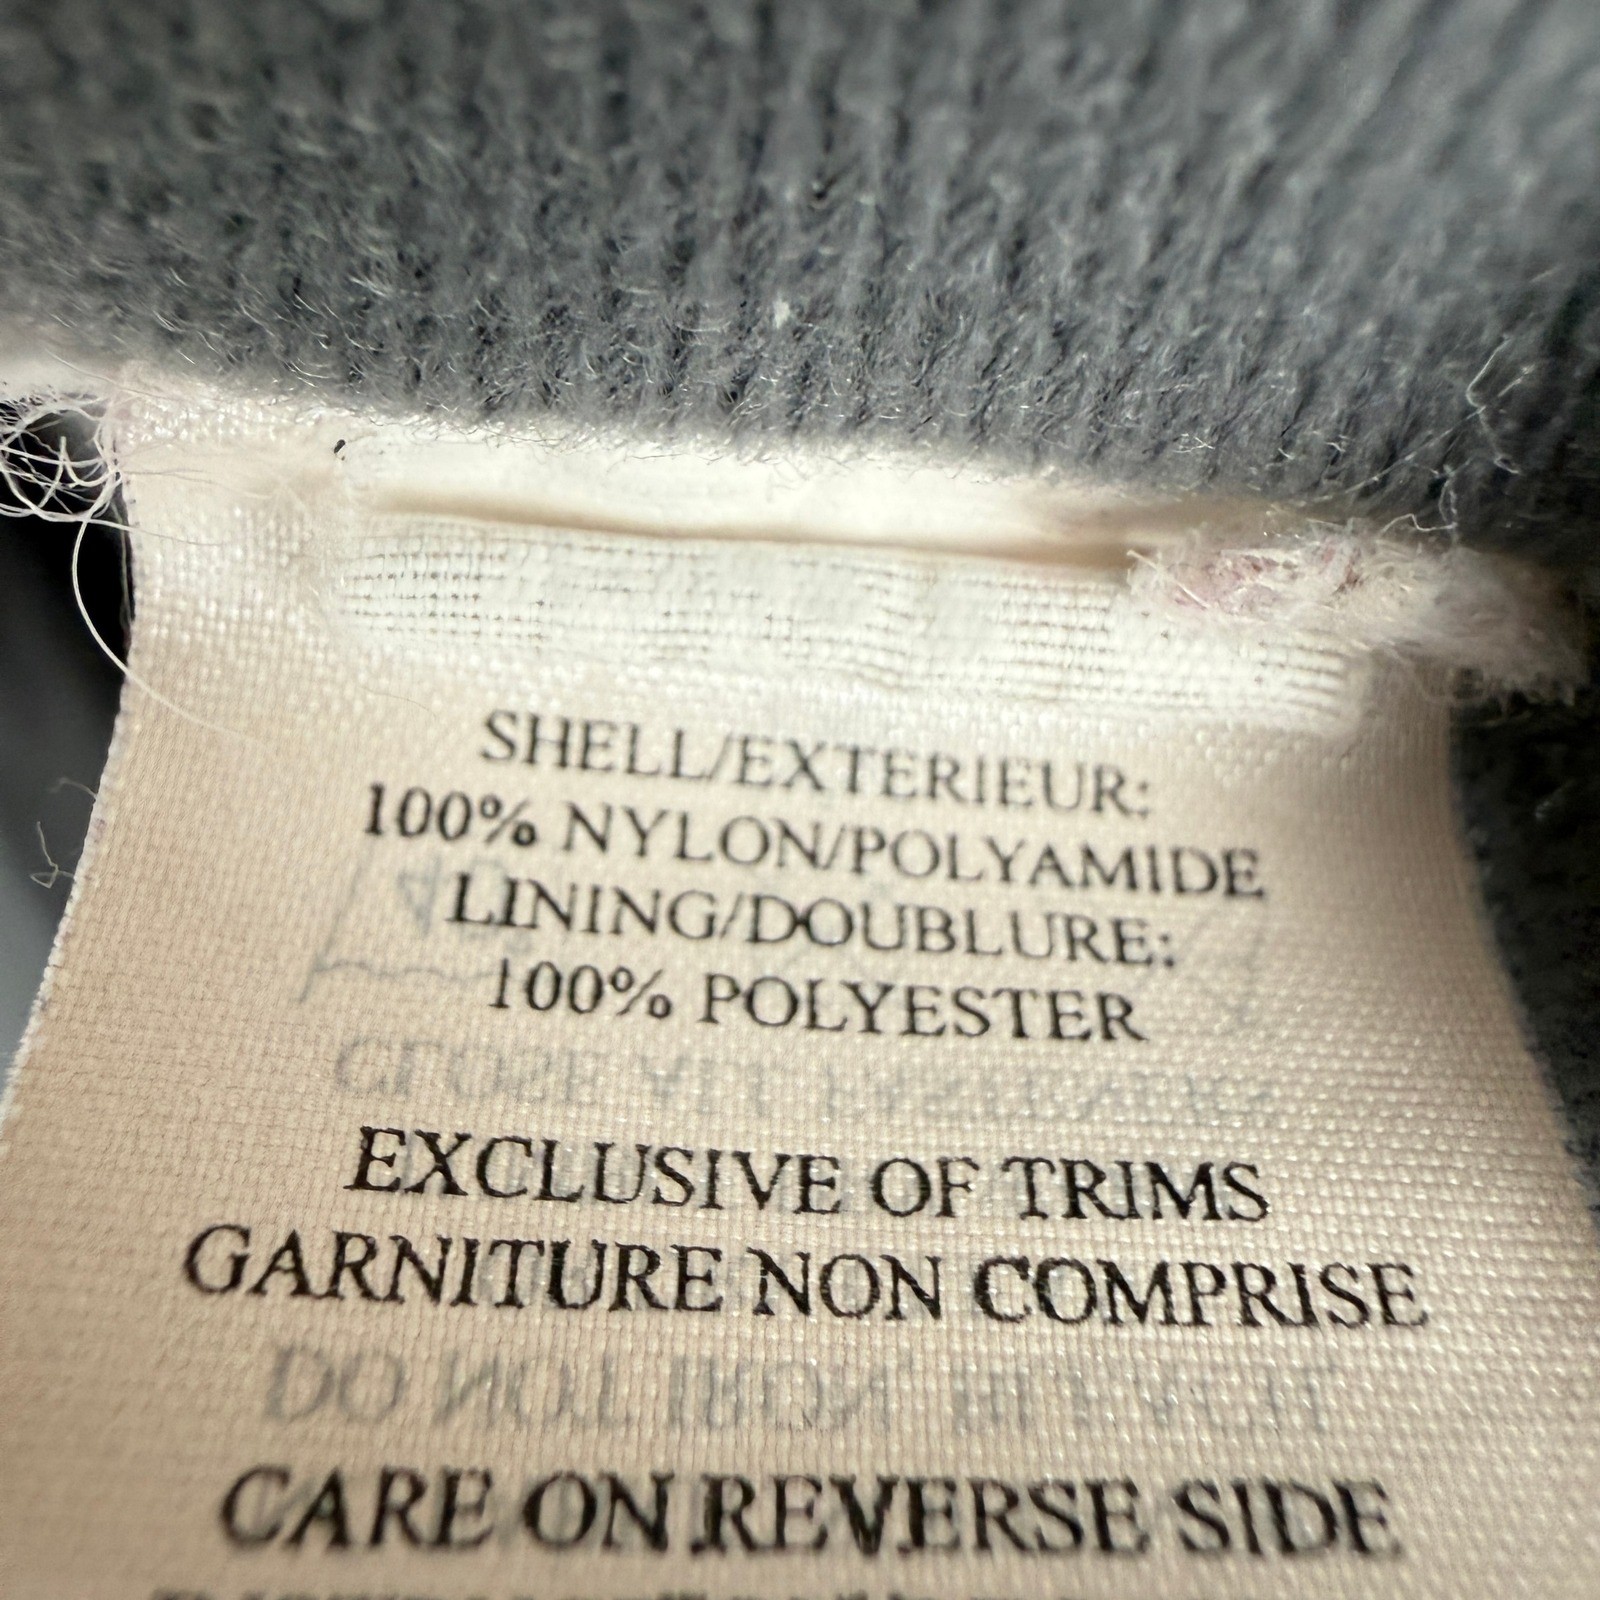 SHELL/EXTERIEUR:
100% NYLON/POLYAMIDE
LINING/DOUBLURE:
100% POLYESTER
EXCLUSIVE OF TRIMS
GARNITURE NON COMPRISE
CARE ON REVERSE SIDE